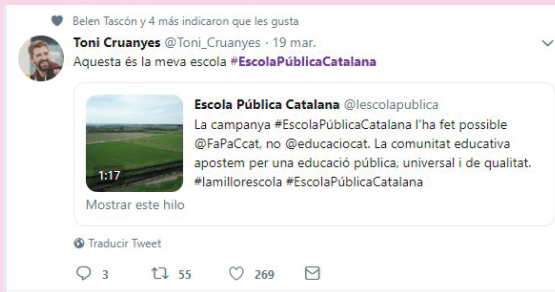 Belen Tascón y 4 más indicaron que les gusta
Toni Cruanyes @Toni_Cruanyes · 19 mar.
Aquesta és la meva escola #EscolaPúblicaCatalana
Escola Pública Catalana @lescolapublica
La campanya #EscolaPúblicaCatalana l'ha fet possible
@FaPaCcat, no @educaciocat. La comunitat educativa
apostem per una educació pública, universal i de qualitat.
#lamillorescola #EscolaPúblicaCatalana
1:17
Mostrar este hilo
Traducir Tweet
3 55 269